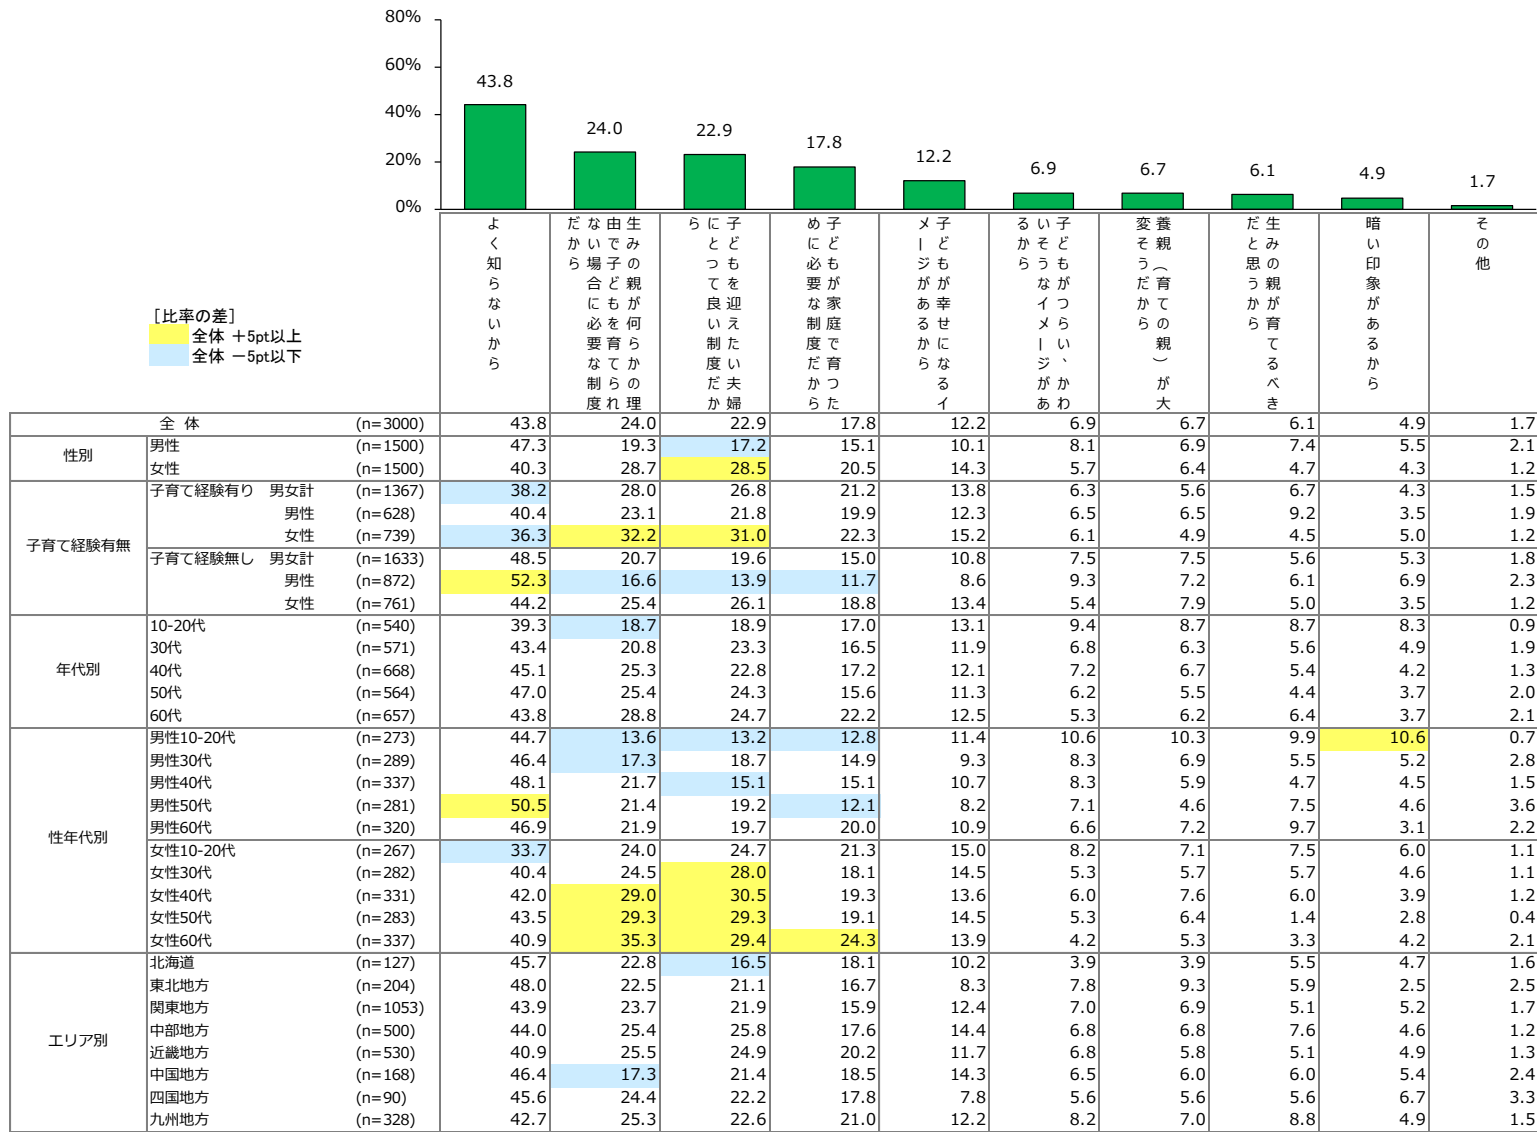 80%
60%
40%
20%
0%
43.8
24.0
22.9
17.8
12.2
6.9
6.7
6.1
4.9
1.7
よく知らないから
生みの親が何らかの理
由で子どもを育てられ
ない場合に必要な制度
だから
子どもを迎えたい夫婦
にとって良い制度だか
ら
子どもが家庭で育つた
めに必要な制度だから
子どもが幸せになるイ
メージがあるから
子どもがつらい、かわ
いそうなイメージがあ
るから
養親(育ての親)が大
変そうだから
生みの親が育てるべき
だと思うから
暗い印象があるから
その他
[比率の差]
全体 +5pt以上
全体 -5pt以下
全 体 (n=3000) 43.8 24.0 22.9 17.8 12.2 6.9 6.7 6.1 4.9 1.7
性別
男性 (n=1500) 47.3 19.3 17.2 15.1 10.1 8.1 6.9 7.4 5.5 2.1
女性 (n=1500) 40.3 28.7 28.5 20.5 14.3 5.7 6.4 4.7 4.3 1.2
子育て経験有無
子育て経験有り 男女計 (n=1367) 38.2 28.0 26.8 21.2 13.8 6.3 5.6 6.7 4.3 1.5
男性 (n=628) 40.4 23.1 21.8 19.9 12.3 6.5 6.5 9.2 3.5 1.9
女性 (n=739) 36.3 32.2 31.0 22.3 15.2 6.1 4.9 4.5 5.0 1.2
子育て経験無し 男女計 (n=1633) 48.5 20.7 19.6 15.0 10.8 7.5 7.5 5.6 5.3 1.8
男性 (n=872) 52.3 16.6 13.9 11.7 8.6 9.3 7.2 6.1 6.9 2.3
女性 (n=761) 44.2 25.4 26.1 18.8 13.4 5.4 7.9 5.0 3.5 1.2
年代別
10-20代 (n=540) 39.3 18.7 18.9 17.0 13.1 9.4 8.7 8.7 8.3 0.9
30代 (n=571) 43.4 20.8 23.3 16.5 11.9 6.8 6.3 5.6 4.9 1.9
40代 (n=668) 45.1 25.3 22.8 17.2 12.1 7.2 6.7 5.4 4.2 1.3
50代 (n=564) 47.0 25.4 24.3 15.6 11.3 6.2 5.5 4.4 3.7 2.0
60代 (n=657) 43.8 28.8 24.7 22.2 12.5 5.3 6.2 6.4 3.7 2.1
性年代別
男性10-20代 (n=273) 44.7 13.6 13.2 12.8 11.4 10.6 10.3 9.9 10.6 0.7
男性30代 (n=289) 46.4 17.3 18.7 14.9 9.3 8.3 6.9 5.5 5.2 2.8
男性40代 (n=337) 48.1 21.7 15.1 15.1 10.7 8.3 5.9 4.7 4.5 1.5
男性50代 (n=281) 50.5 21.4 19.2 12.1 8.2 7.1 4.6 7.5 4.6 3.6
男性60代 (n=320) 46.9 21.9 19.7 20.0 10.9 6.6 7.2 9.7 3.1 2.2
女性10-20代 (n=267) 33.7 24.0 24.7 21.3 15.0 8.2 7.1 7.5 6.0 1.1
女性30代 (n=282) 40.4 24.5 28.0 18.1 14.5 5.3 5.7 5.7 4.6 1.1
女性40代 (n=331) 42.0 29.0 30.5 19.3 13.6 6.0 7.6 6.0 3.9 1.2
女性50代 (n=283) 43.5 29.3 29.3 19.1 14.5 5.3 6.4 1.4 2.8 0.4
女性60代 (n=337) 40.9 35.3 29.4 24.3 13.9 4.2 5.3 3.3 4.2 2.1
エリア別
北海道 (n=127) 45.7 22.8 16.5 18.1 10.2 3.9 3.9 5.5 4.7 1.6
東北地方 (n=204) 48.0 22.5 21.1 16.7 8.3 7.8 9.3 5.9 2.5 2.5
関東地方 (n=1053) 43.9 23.7 21.9 15.9 12.4 7.0 6.9 5.1 5.2 1.7
中部地方 (n=500) 44.0 25.4 25.8 17.6 14.4 6.8 6.8 7.6 4.6 1.2
近畿地方 (n=530) 40.9 25.5 24.9 20.2 11.7 6.8 5.8 5.1 4.9 1.3
中国地方 (n=168) 46.4 17.3 21.4 18.5 14.3 6.5 6.0 6.0 5.4 2.4
四国地方 (n=90) 45.6 24.4 22.2 17.8 7.8 5.6 5.6 5.6 6.7 3.3
九州地方 (n=328) 42.7 25.3 22.6 21.0 12.2 8.2 7.0 8.8 4.9 1.5